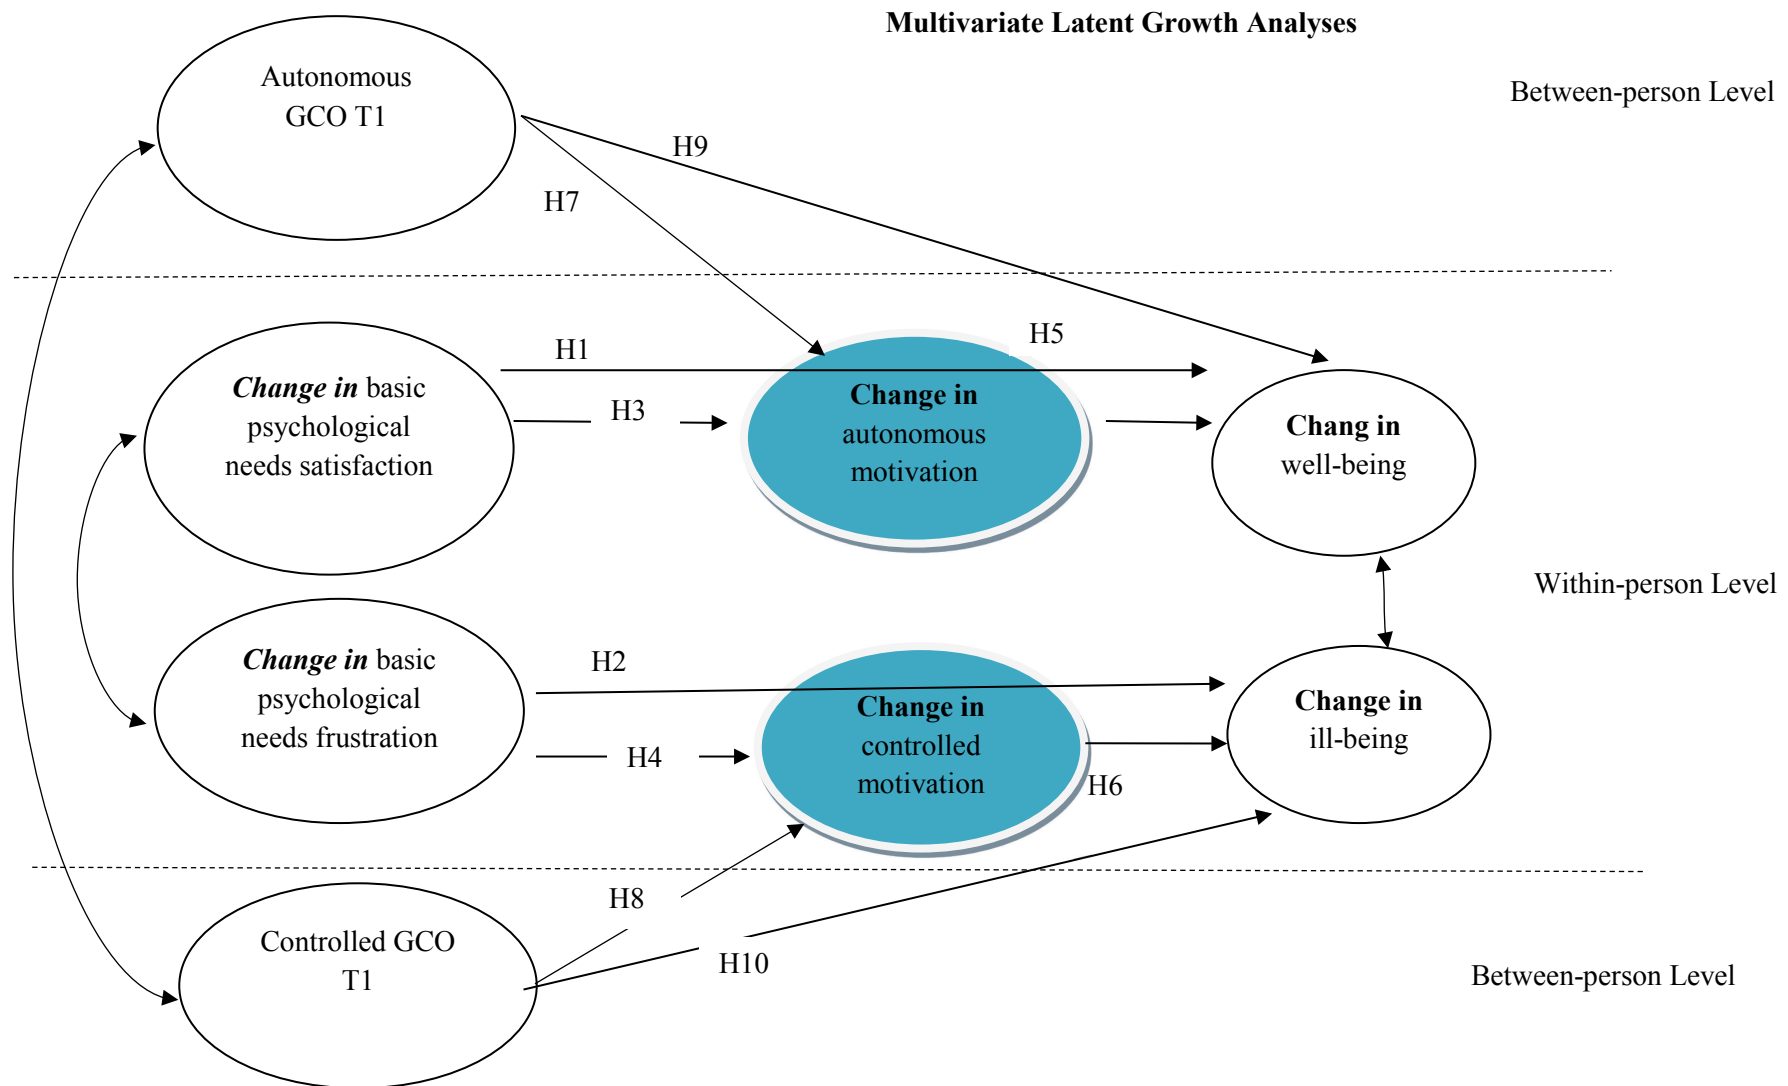 Multivariate Latent Growth Analyses
Autonomous
GCO T1
Between-person Level
H9
H7
H1
H5
Change in basic
psychological
needs satisfaction
H3
Change in
autonomous
motivation
Chang in
well-being
Within-person Level
Change in basic
psychological
needs frustration
H2
H4
Change in
controlled
motivation
H6
Change in
ill-being
H8
Controlled GCO
T1
H10
Between-person Level